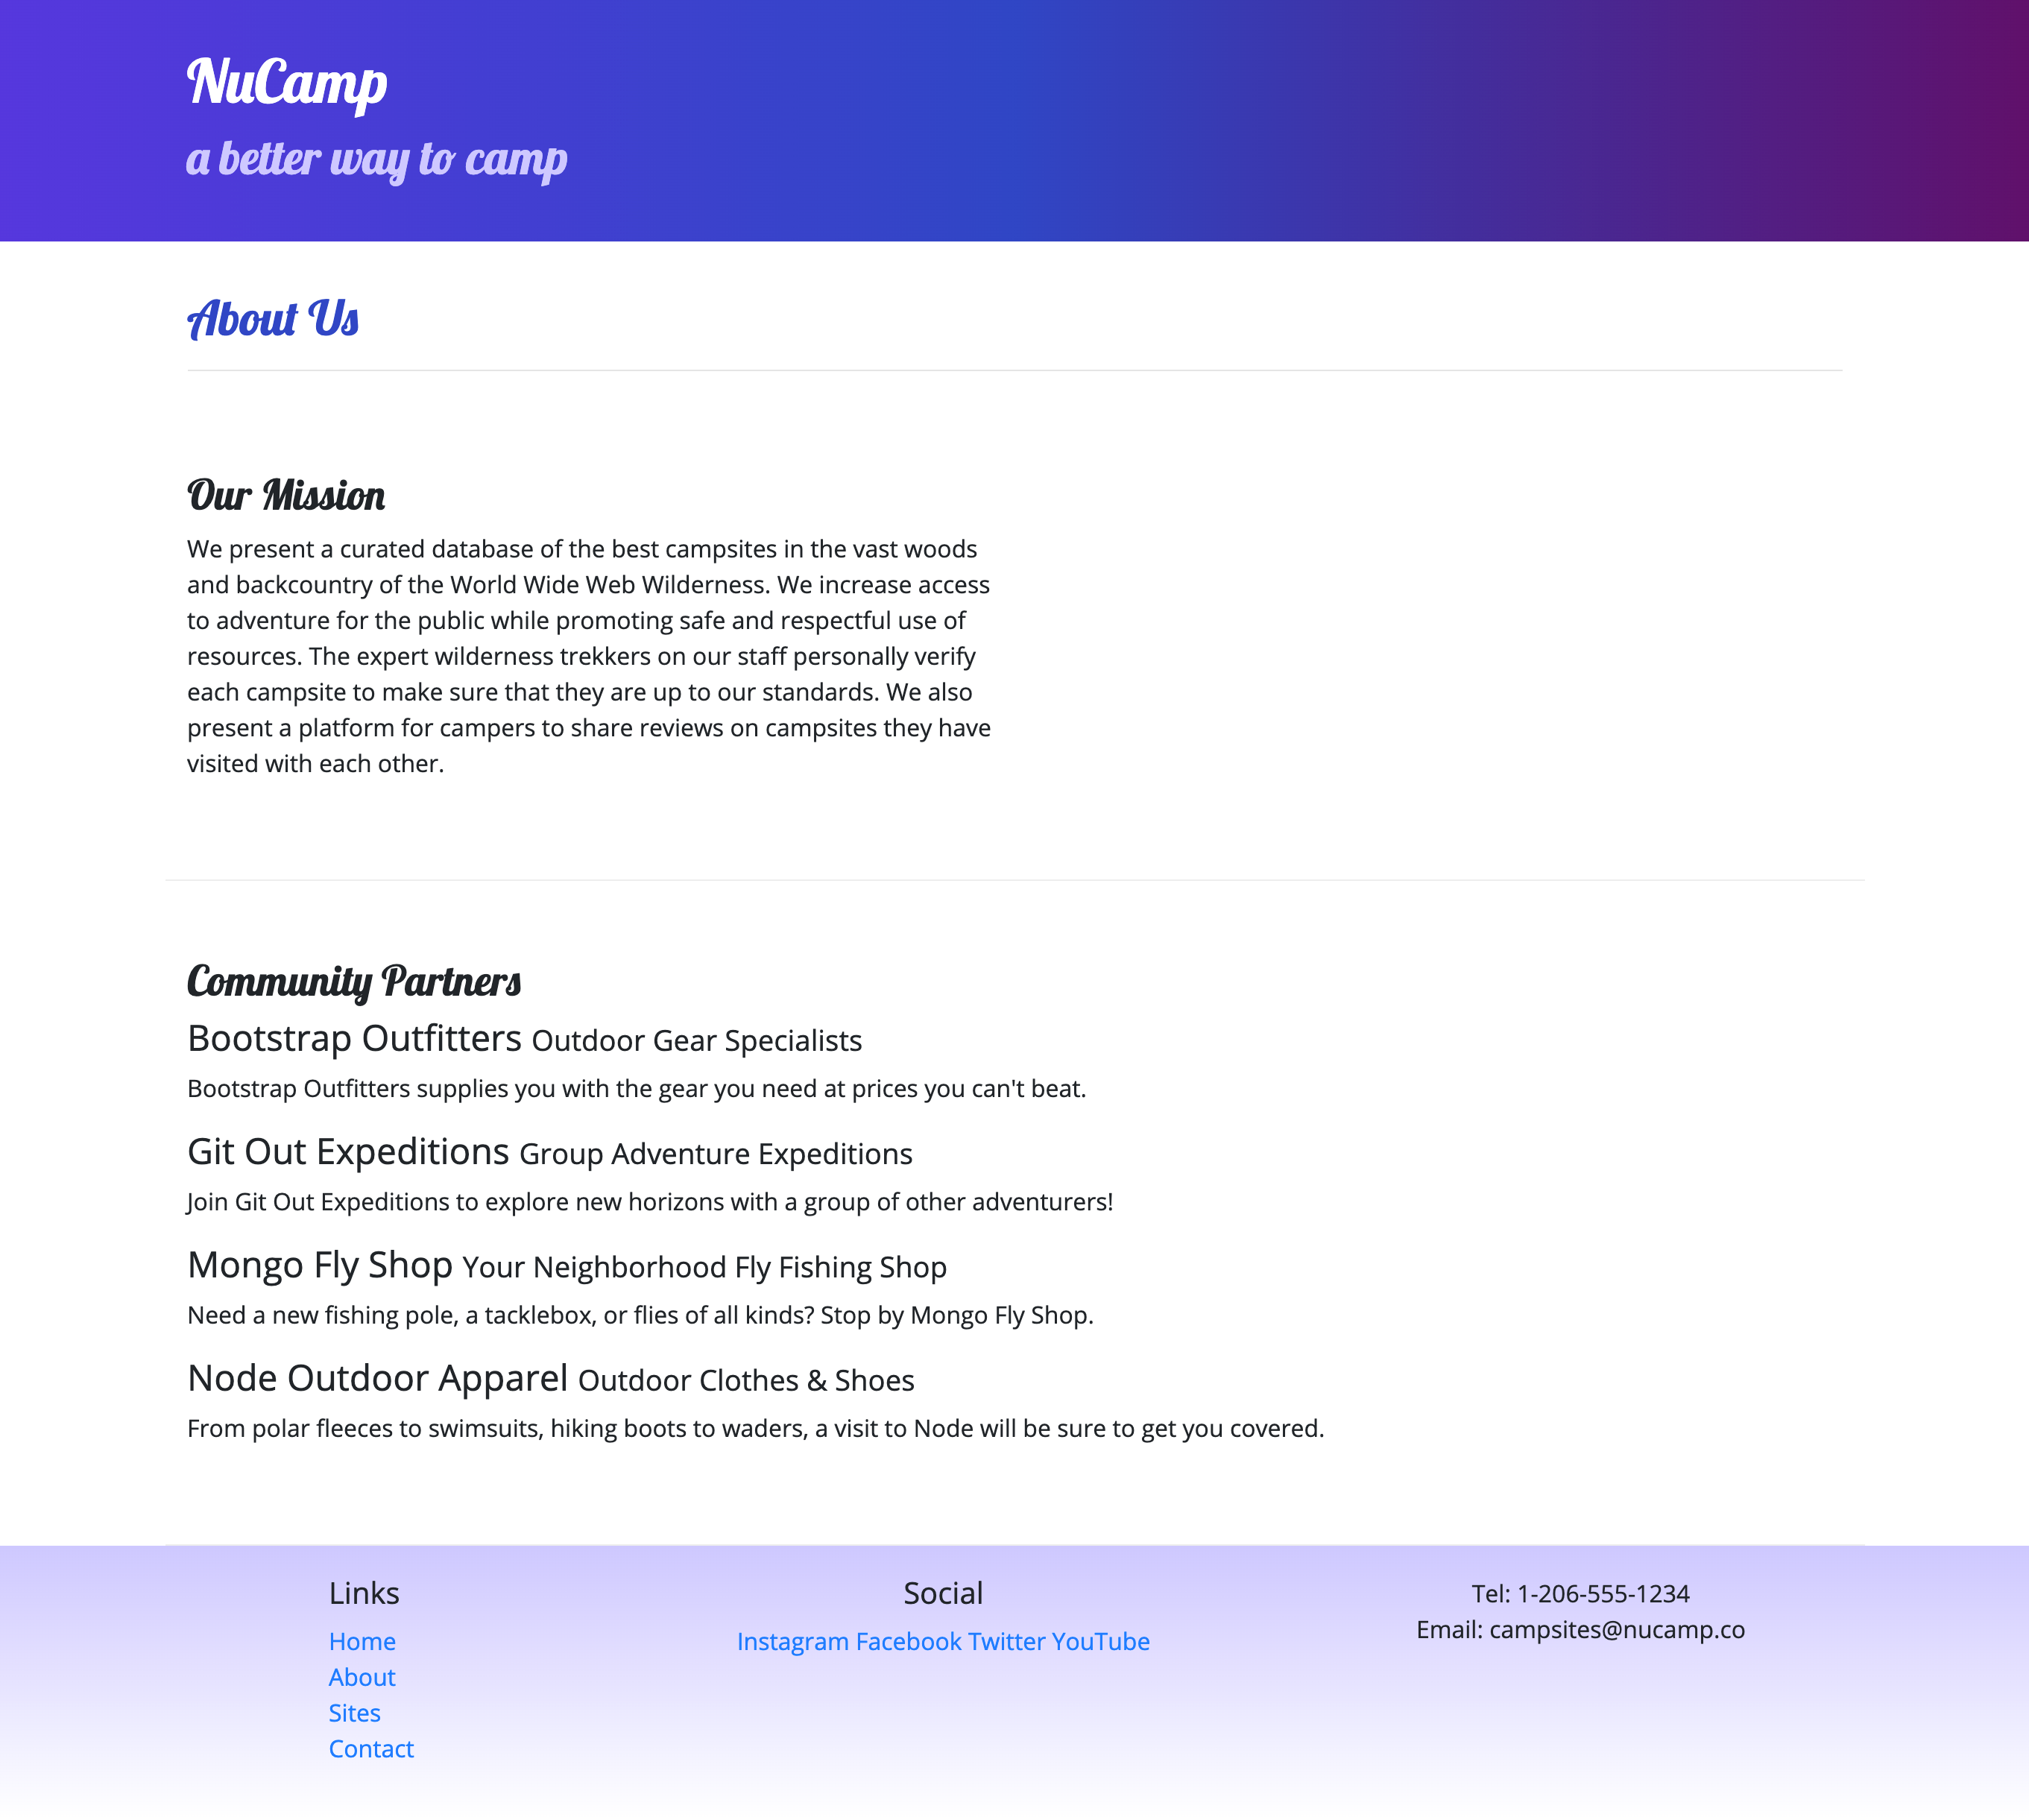 NuCamp
a better way to camp
About Us
Our Mission
We present a curated database of the best campsites in the vast woods
and backcountry of the World Wide Web Wilderness. We increase access
to adventure for the public while promoting safe and respectful use of
resources. The expert wilderness trekkers on our staff personally verify
each campsite to make sure that they are up to our standards. We also
present a platform for campers to share reviews on campsites they have
visited with each other.
Community Partners
Bootstrap Outfitters Outdoor Gear Specialists
Bootstrap Outfitters supplies you with the gear you need at prices you can't beat.
Git Out Expeditions Group Adventure Expeditions
Join Git Out Expeditions to explore new horizons with a group of other adventurers!
Mongo Fly Shop Your Neighborhood Fly Fishing Shop
Need a new fishing pole, a tacklebox, or flies of all kinds? Stop by Mongo Fly Shop.
Node Outdoor Apparel Outdoor Clothes & Shoes
From polar fleeces to swimsuits, hiking boots to waders, a visit to Node will be sure to get you covered.
Links
Home
About
Sites
Contact
Social
Instagram Facebook Twitter YouTube
Tel: 1-206-555-1234
Email: campsites@nucamp.co